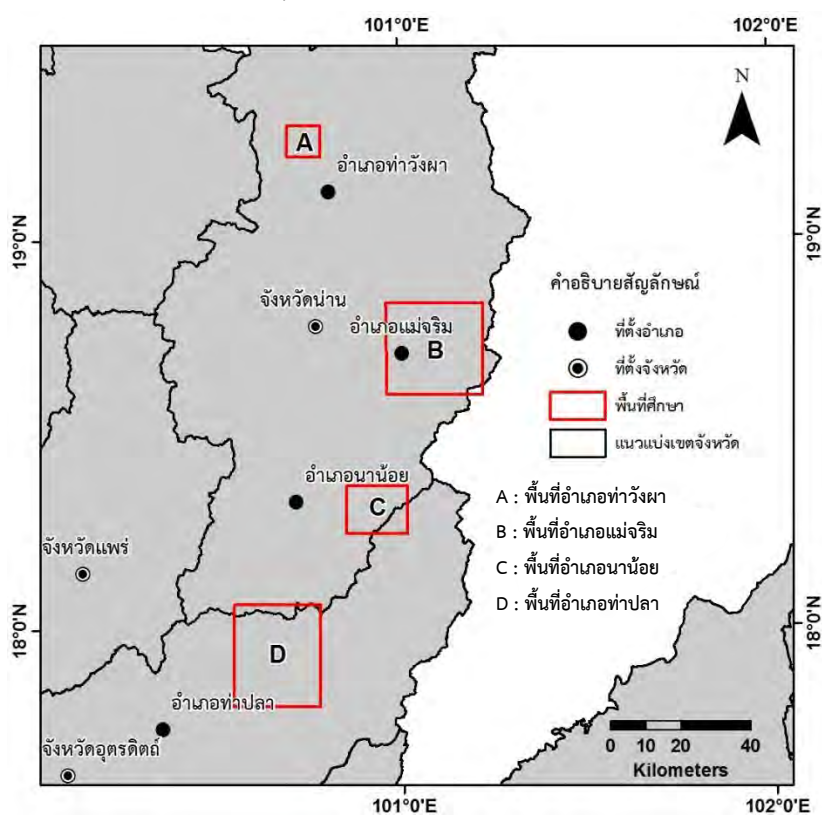 101°0'E
102°0'E
N
A
อำเภอท่าวังผา
19°0'N
19°0'N
จังหวัดน่าน
อำเภอแม่จริม
B
คำอธิบายสัญลักษณ์
ที่ตั้งอำเภอ
ที่ตั้งจังหวัด
พื้นที่ศึกษา
แนวแบ่งเขตจังหวัด
อำเภอนาน้อย
C
A : พื้นที่อำเภอท่าวังผา
B : พื้นที่อำเภอแม่จริม
C : พื้นที่อำเภอนาน้อย
D : พื้นที่อำเภอท่าปลา
จังหวัดแพร่
18°0'N
18°0'N
D
อำเภอท่าปลา
จังหวัดอุตรดิตถ์
0 10 20 40
Kilometers
101°0'E
102°0'E